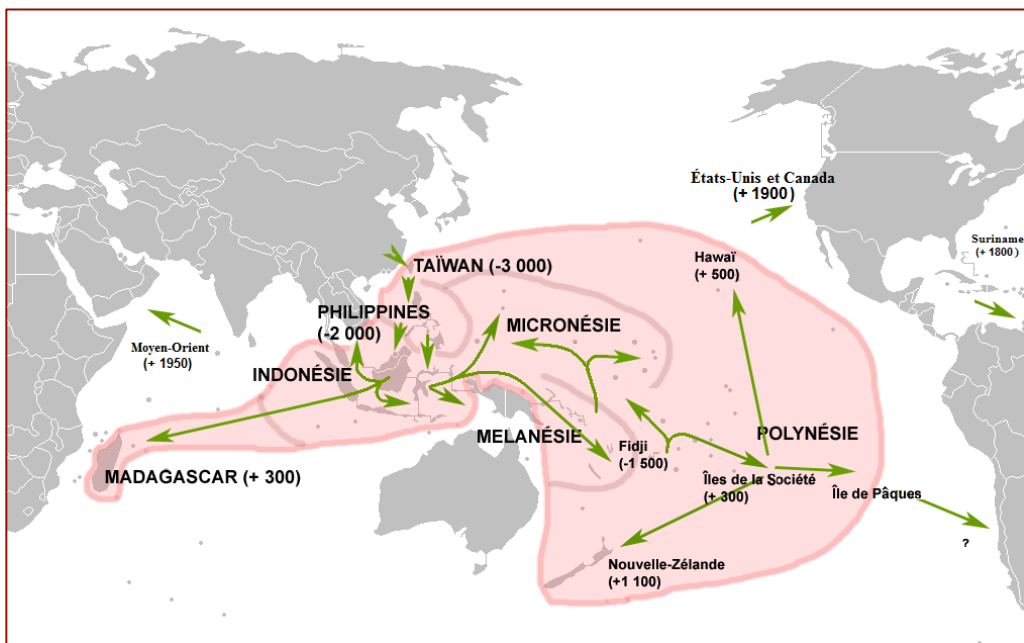 États-Unis et Canada
(+ 1900)
Suriname
(+ 1800)
Hawaï
(+ 500)
TAÏWAN (-3 000)
PHILIPPINES
(-2 000)
MICRONÉSIE
Moyen-Orient
(+ 1950)
INDONÉSIE
MELANÉSIE
Fidji
(-1 500)
POLYNÉSIE
MADAGASCAR (+ 300)
Îles de la Société
(+ 300)
Île de Pâques
?
Nouvelle-Zélande
(+1 100)